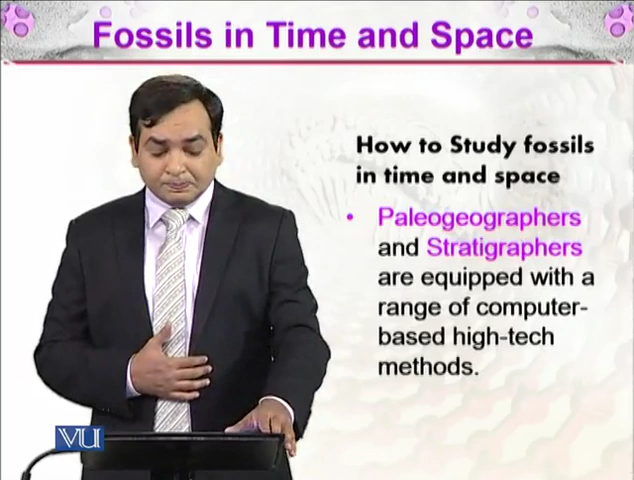 Fossils in Time and Space
How to Study fossils
in time and space
• Paleogeographers
and Stratigraphers
are equipped with a
range of computer-
based high-tech
methods.
VU